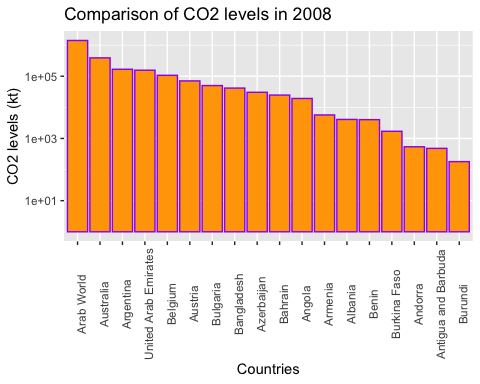 Comparison of CO2 levels in 2008
CO2 levels (kt)
1e+05
1e+03
1e+01
Arab World
Australia
Argentina
United Arab Emirates
Belgium
Austria
Bulgaria
Bangladesh
Azerbaijan
Bahrain
Angola
Armenia
Albania
Benin
Burkina Faso
Andorra
Antigua and Barbuda
Burundi
Countries